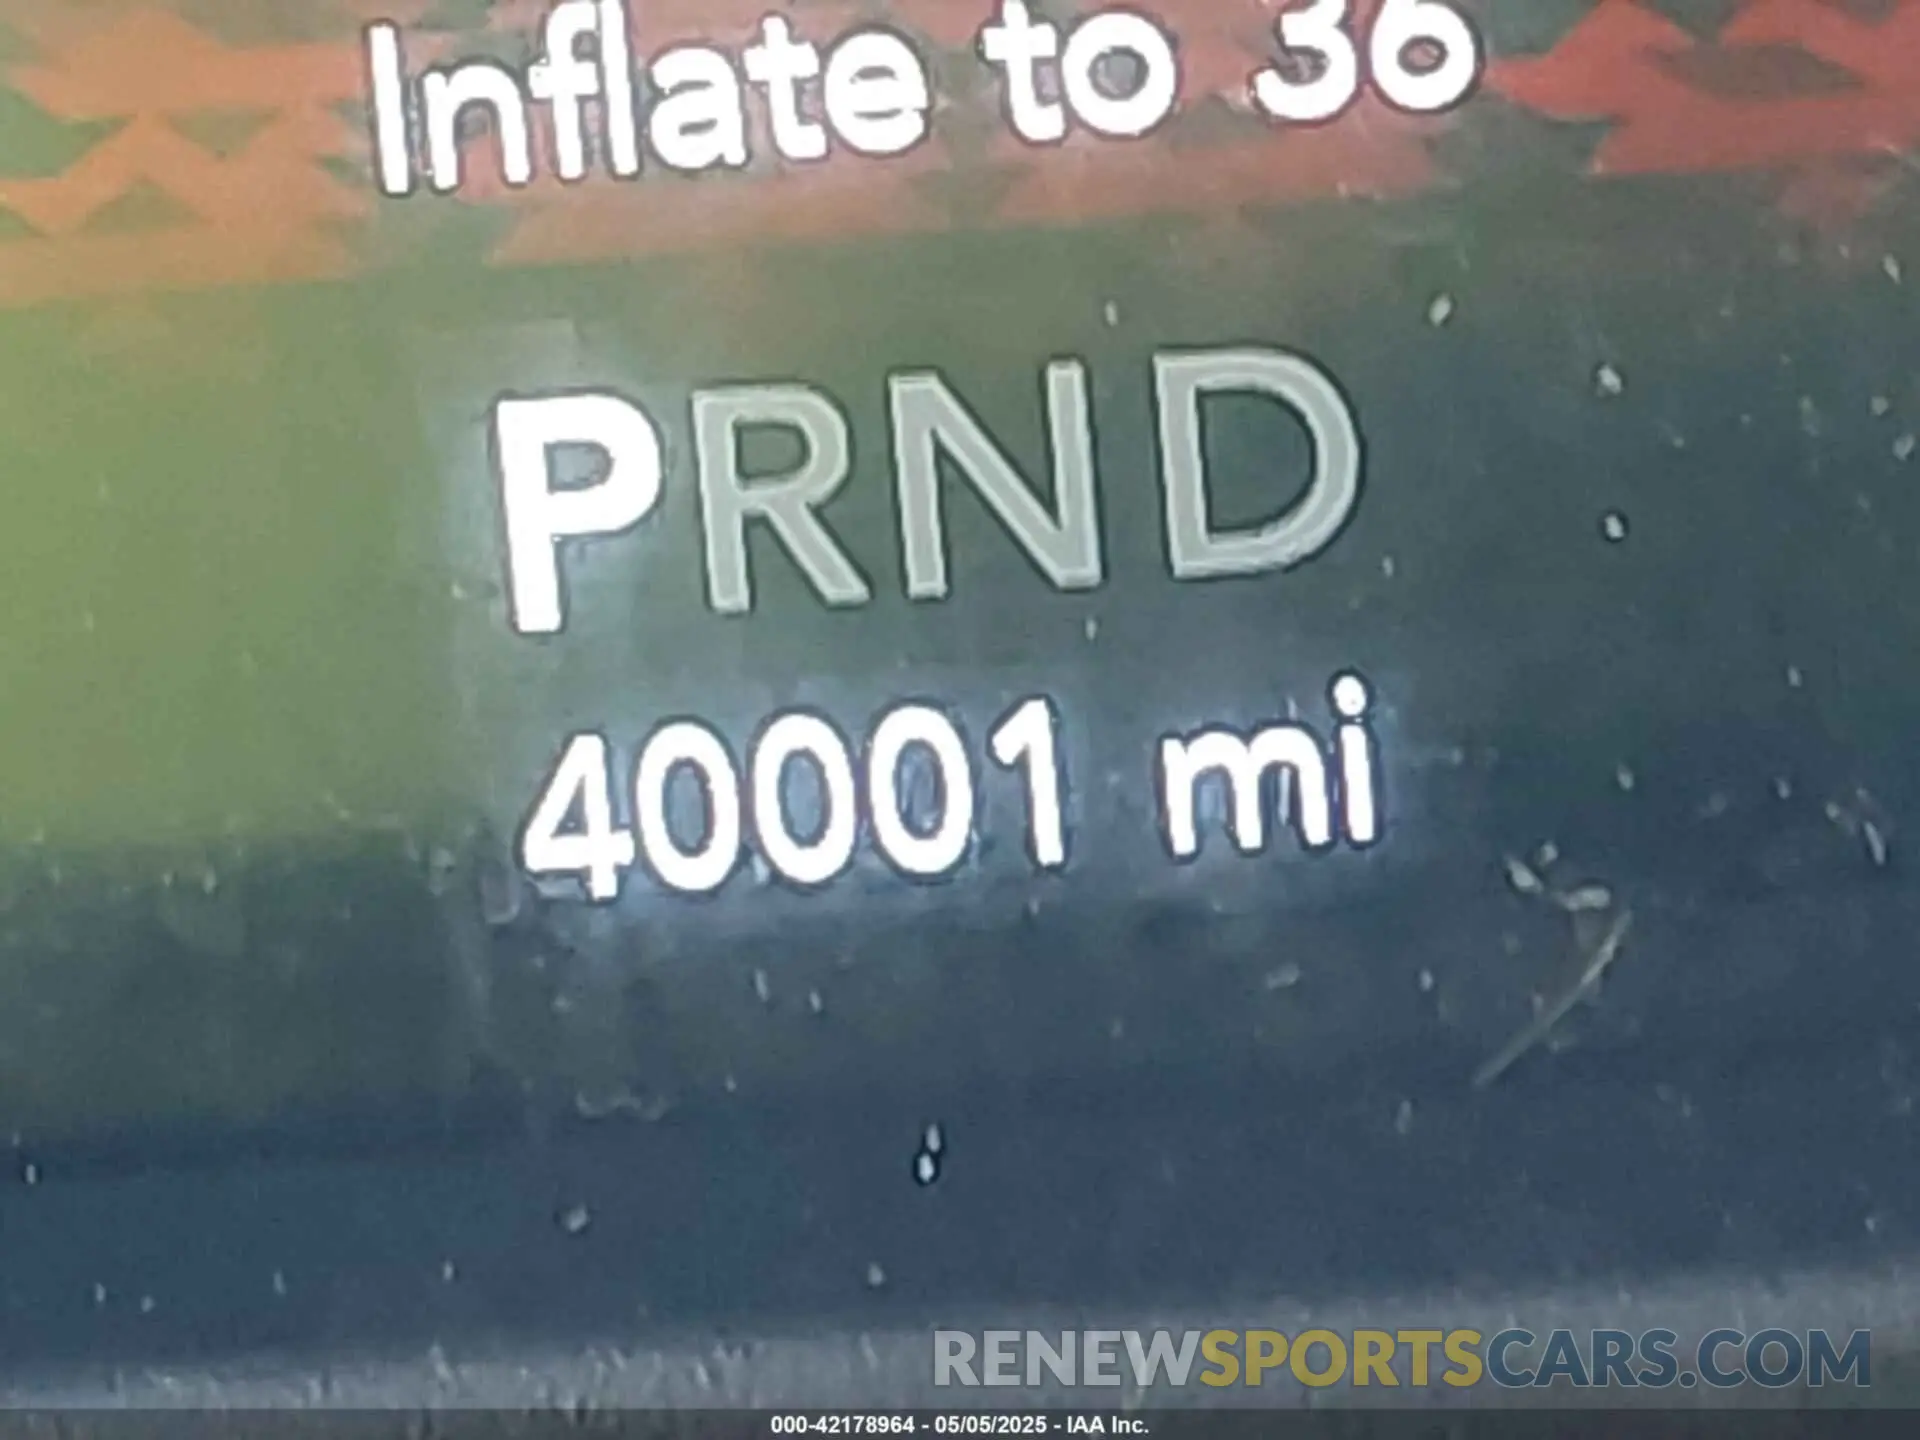 Inflate to 36
PRND
40001 mi
RENEWSPORTSCARS.COM
000-42178964 - 05/05/2025 - IAA Inc.